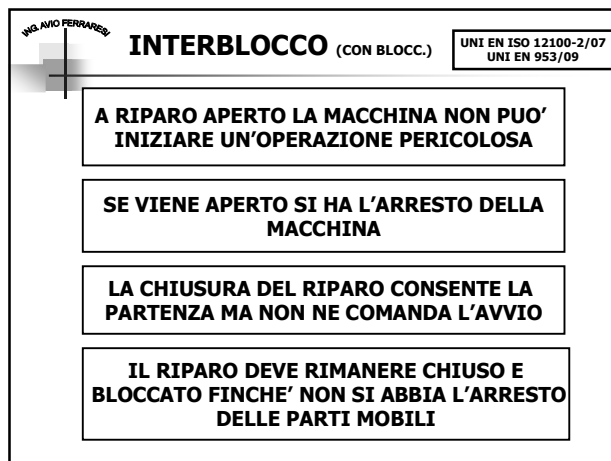 ING. AVIO FERRARESI
INTERBLOCCO (CON BLOCC.)
UNI EN ISO 12100-2/07
UNI EN 953/09
A RIPARO APERTO LA MACCHINA NON PUO’
INIZIARE UN’OPERAZIONE PERICOLOSA
SE VIENE APERTO SI HA L’ARRESTO DELLA
MACCHINA
LA CHIUSURA DEL RIPARO CONSENTE LA
PARTENZA MA NON NE COMANDA L’AVVIO
IL RIPARO DEVE RIMANERE CHIUSO E
BLOCCATO FINCHE’ NON SI ABBIA L’ARRESTO
DELLE PARTI MOBILI